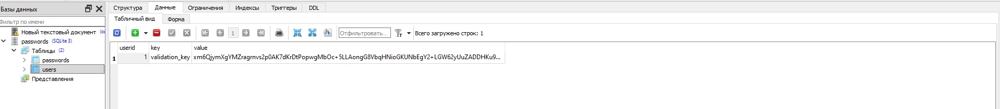 Базы данных
Фильтр по имени
Новый текстовый документ
passwords (SQLite 3)
Таблицы (2)
passwords
users
Представления
Структура Данные Ограничения Индексы Триггеры DDL
Табличный вид Форма
1 Отфильтровать... Всего загружено строк: 1
userid key value
1 1 validation_key xm6QjymXgYMZragrnvs2p0AK7dKrDtPopwgMbOc+5LLAongG8VbqHNioGKUNbEgY2+LGW62yUuZADDHKu9...